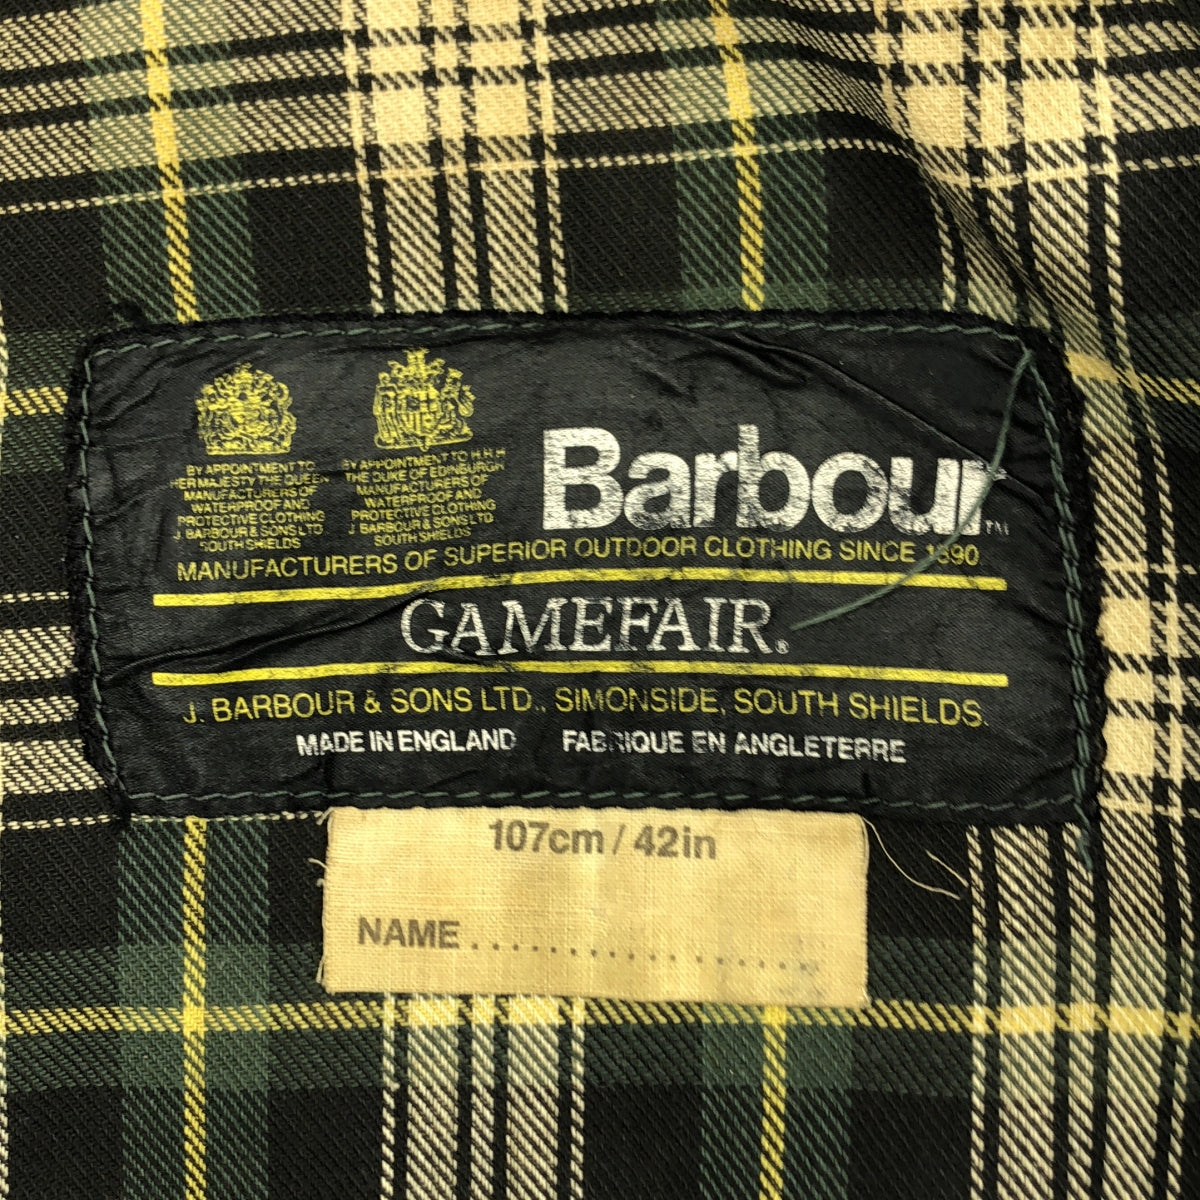 BY APPOINTMENT TO
HER MAJESTY THE QUEEN
MANUFACTURERS OF
WATERPROOF AND
PROTECTIVE CLOTHING
J. BARBOUR & SONS LTD
SOUTH SHIELDS
BY APPOINTMENT TO H.R.H
THE DUKE OF EDINBURGH
MANUFACTURERS OF
WATERPROOF AND
PROTECTIVE CLOTHING
J. BARBOUR & SONS LTD
SOUTH SHIELDS
Barbour™
MANUFACTURERS OF SUPERIOR OUTDOOR CLOTHING SINCE 1890.
GAMEFAIR®
J. BARBOUR & SONS LTD., SIMONSIDE, SOUTH SHIELDS.
MADE IN ENGLAND FABRIQUE EN ANGLETERRE
107cm / 42in
NAME....................